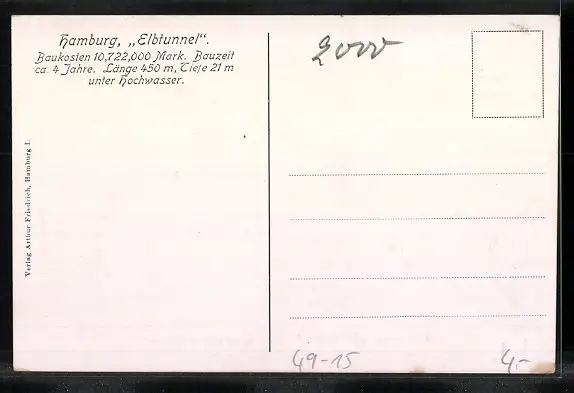 Hamburg, „Elbtunnel“.
Baukosten 10,722,000 Mark. Bauzeit
ca. 4 Jahre. Länge 450 m, Tiefe 21 m
unter Hochwasser.
Verlag Arthur Friedrich, Hamburg I.
2000
49-15
4,-